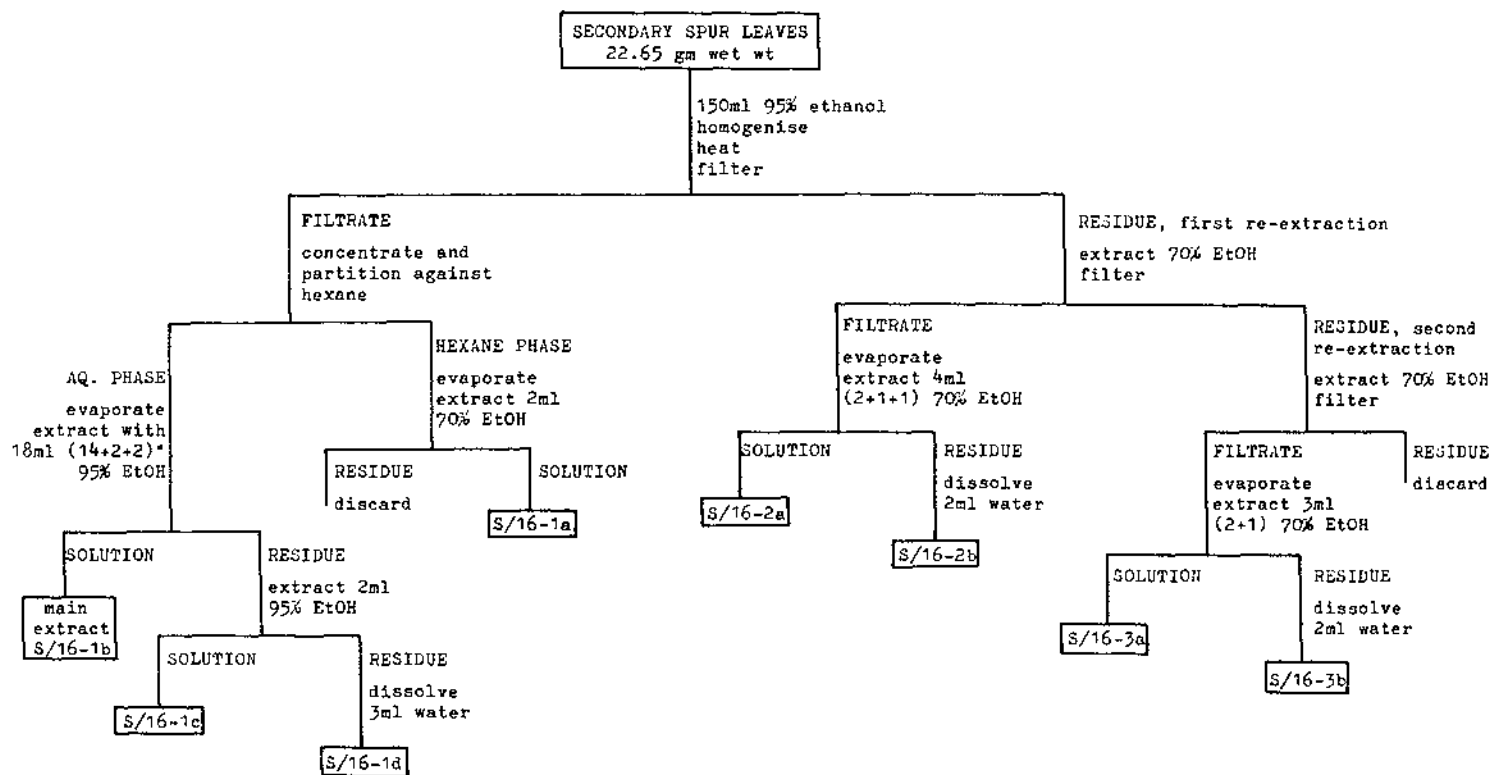 SECONDARY SPUR LEAVES
22.65 gm wet wt
150ml 95% ethanol
homogenise
heat
filter
FILTRATE
concentrate and
partition against
hexane
RESIDUE, first re-extraction
extract 70% EtOH
filter
AQ. PHASE
evaporate
extract with
18ml (14+2+2)*
95% EtOH
HEXANE PHASE
evaporate
extract 2ml
70% EtOH
FILTRATE
evaporate
extract 4ml
(2+1+1) 70% EtOH
RESIDUE, second
re-extraction
extract 70% EtOH
filter
RESIDUE
discard
SOLUTION
S/16-1a
SOLUTION
S/16-2a
RESIDUE
dissolve
2ml water
S/16-2b
FILTRATE
evaporate
extract 3ml
(2+1) 70% EtOH
RESIDUE
discard
SOLUTION
main
extract
S/16-1b
RESIDUE
extract 2ml
95% EtOH
SOLUTION
S/16-3a
RESIDUE
dissolve
2ml water
S/16-3b
SOLUTION
S/16-1c
RESIDUE
dissolve
3ml water
S/16-1d